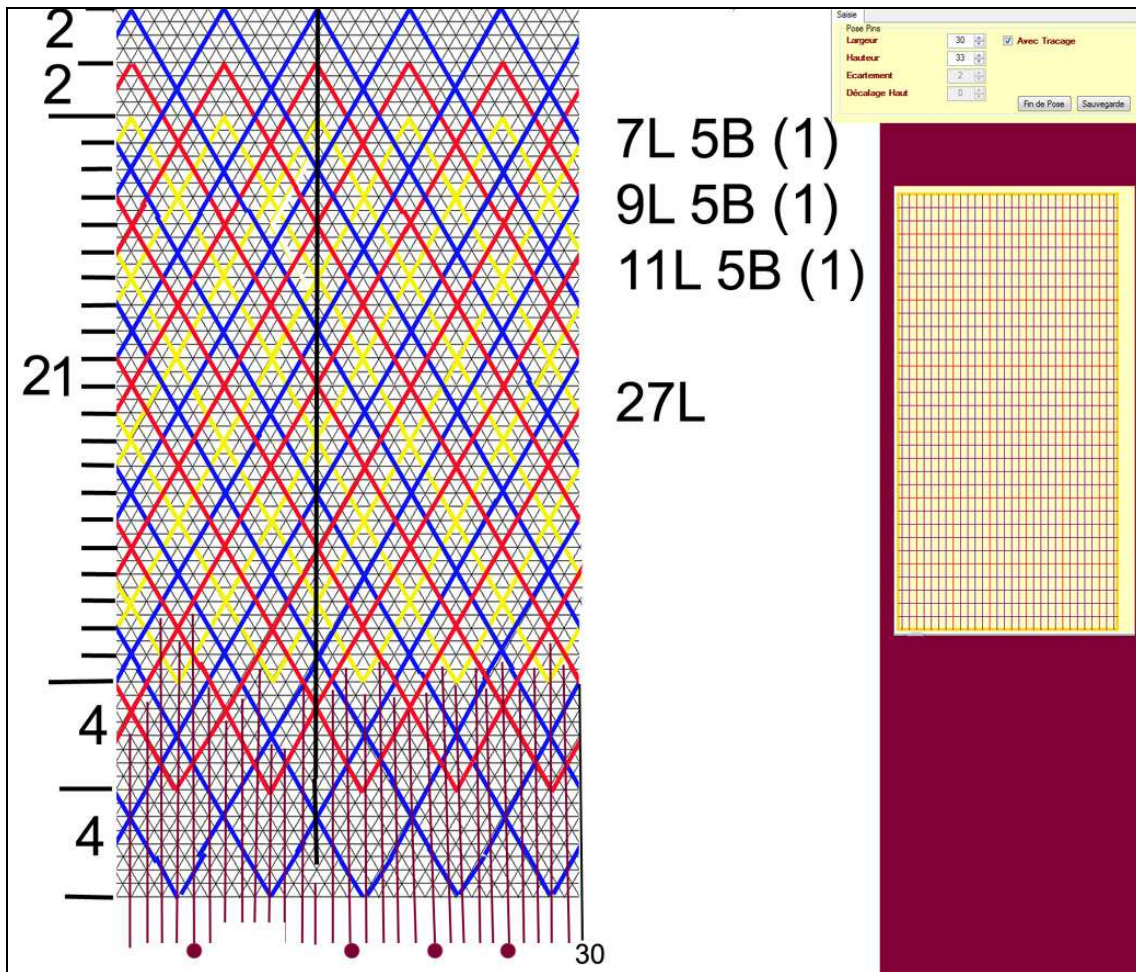 2
2
21
4
4
30
7L 5B (1)
9L 5B (1)
11L 5B (1)
27L
Saisie
Pose Pins
Largeur 30 Avec Tracage
Hauteur 33
Ecartement 2
Décalage Haut 0
Fin de Pose Sauvegarde